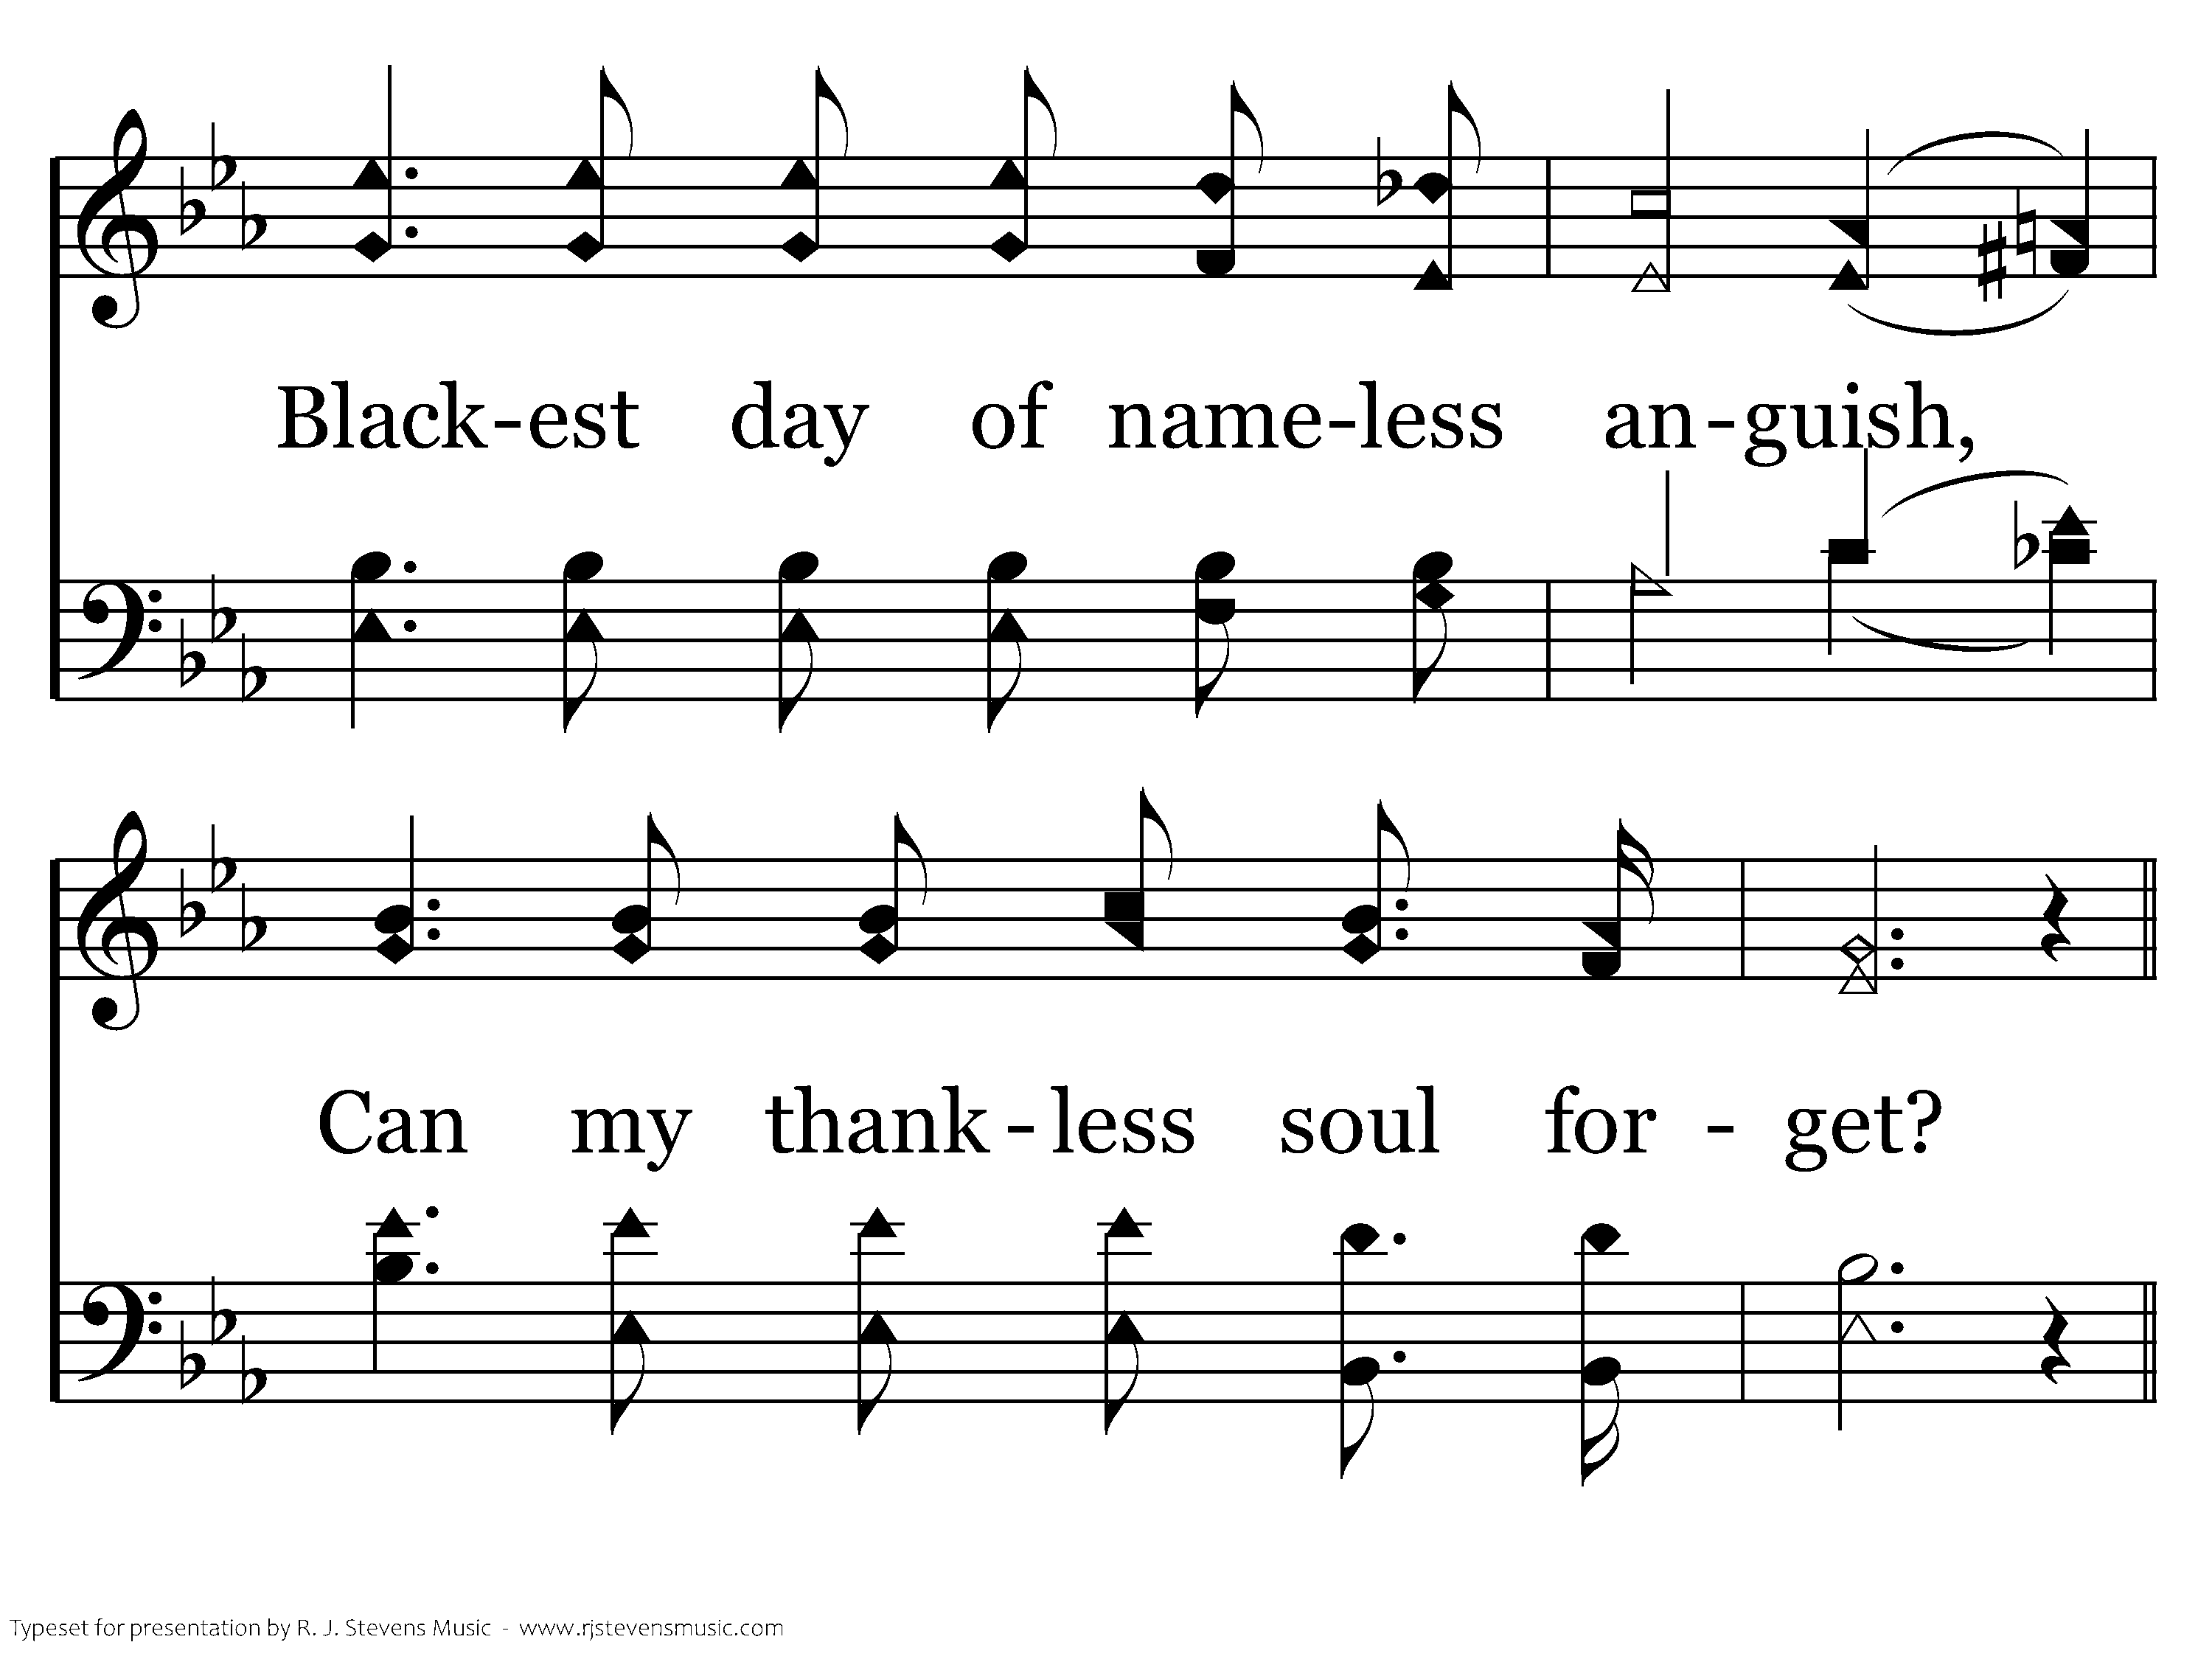 Black-est day of name-less an-guish,
Can my thank-less soul for-get?
Typeset for presentation by R. J. Stevens Music - www.rjstevensmusic.com